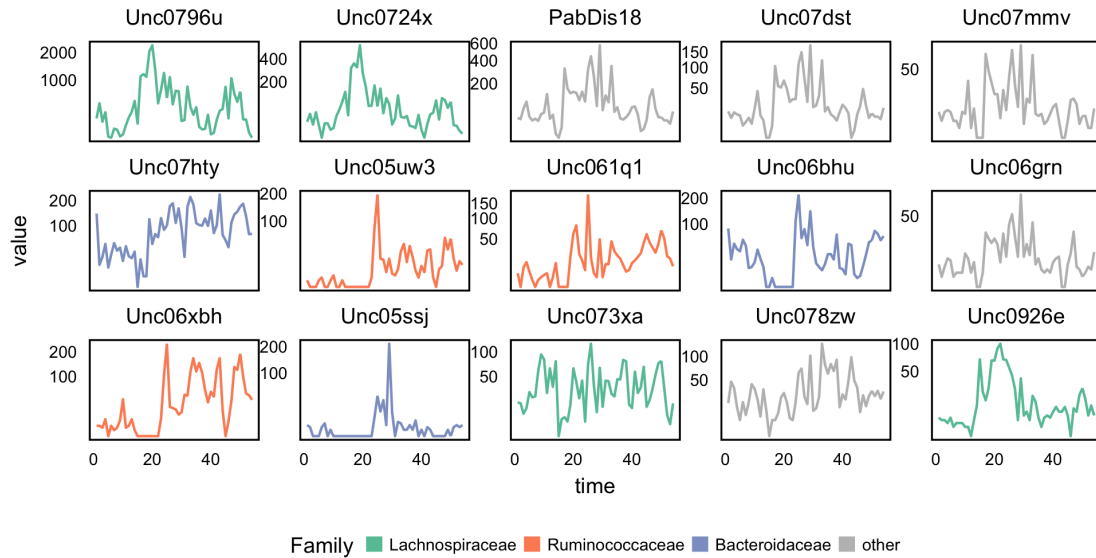 Unc0796u Unc0724x PabDis18 Unc07dst Unc07mmv
2000 1000 400 200 600 400 200 150 100 50 50
Unc07hty Unc05uw3 Unc061q1 Unc06bhu Unc06grn
200 100 200 100 150 100 50 200 100 50
value
Unc06xbh Unc05ssj Unc073xa Unc078zw Unc0926e
200 100 200 100 100 50 100 50 100 50
0 20 40 0 20 40 0 20 40 0 20 40 0 20 40
time
Family Lachnospiraceae Ruminococcaceae Bacteroidaceae other